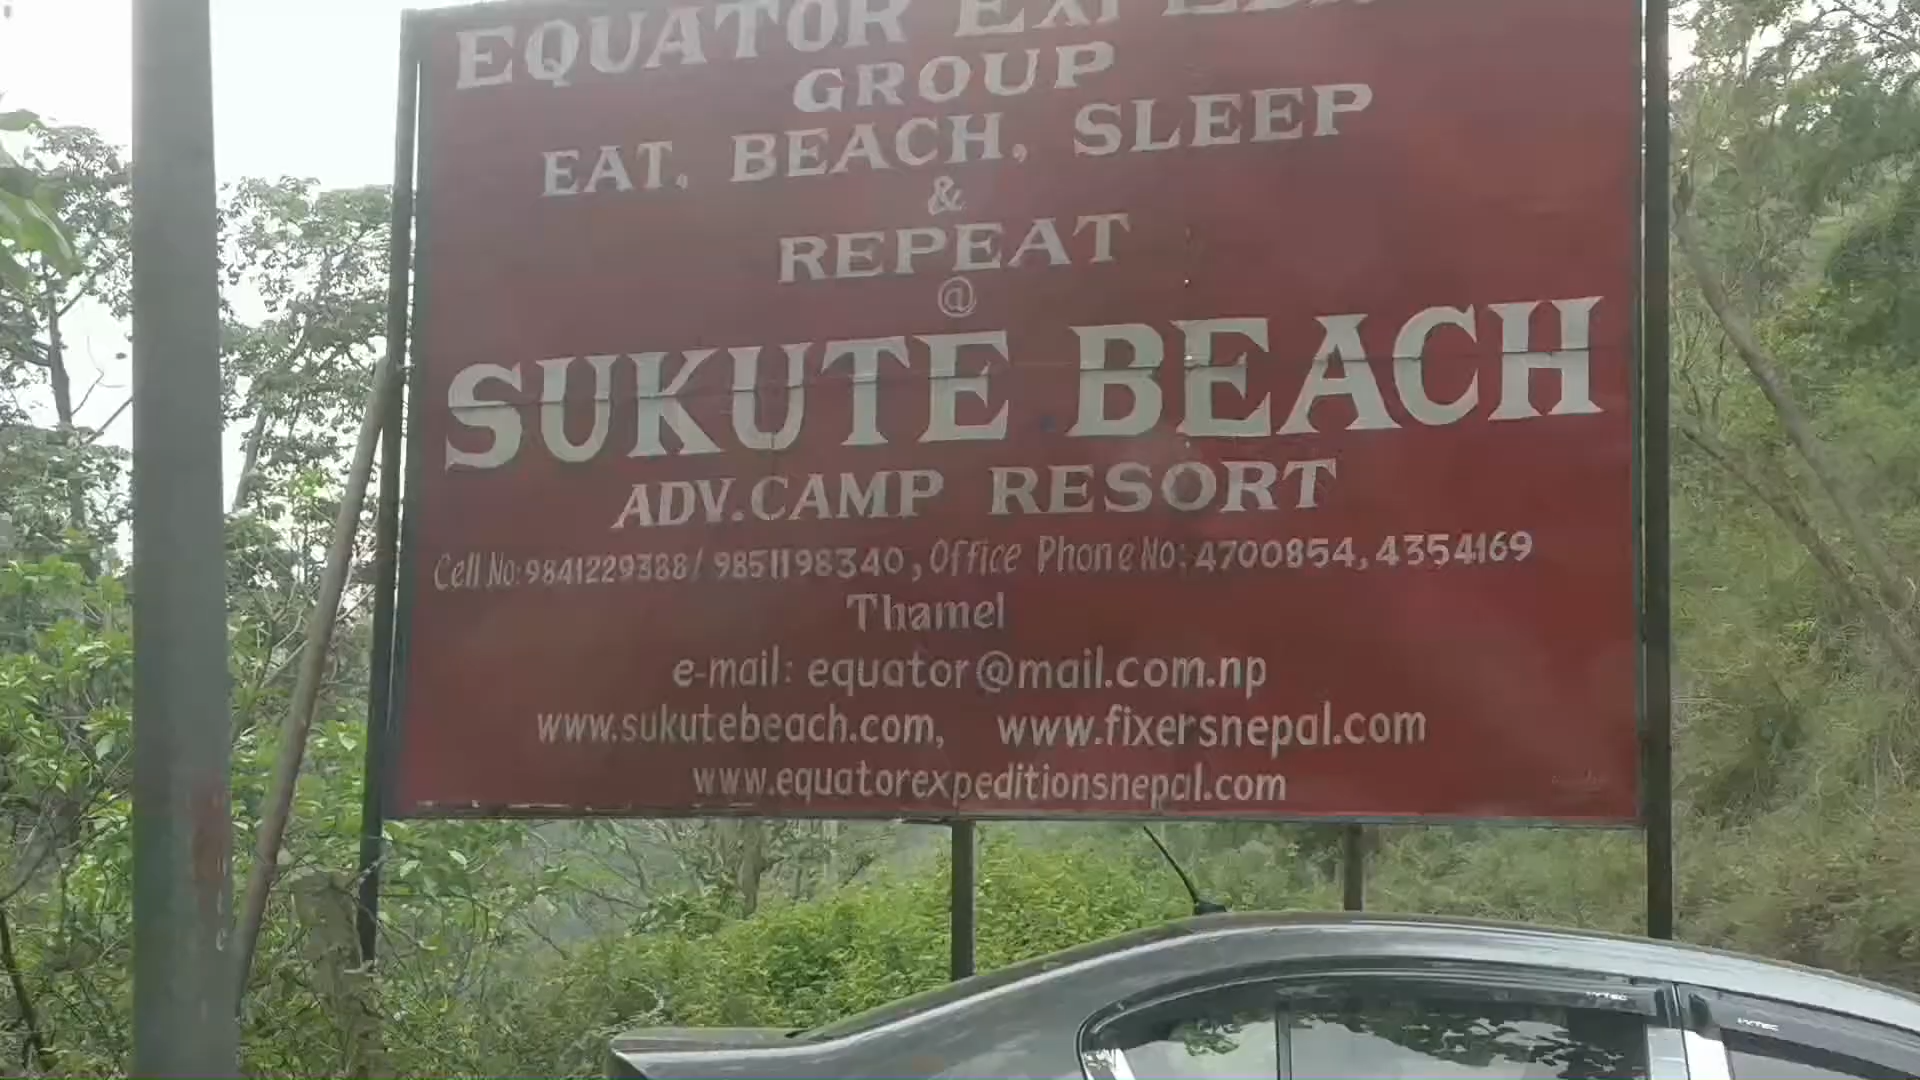 EQUATOR
GROUP
EAT, BEACH, SLEEP
&
REPEAT
@
SUKUTE BEACH
ADV.CAMP RESORT
Cell No:9841229388/ 9851198340, Office Phone No:4700854,4354169
Thamel
e-mail: equator@mail.com.np
www.sukutebeach.com, www.fixersnepal.com
www.equatorexpeditionsnepal.com